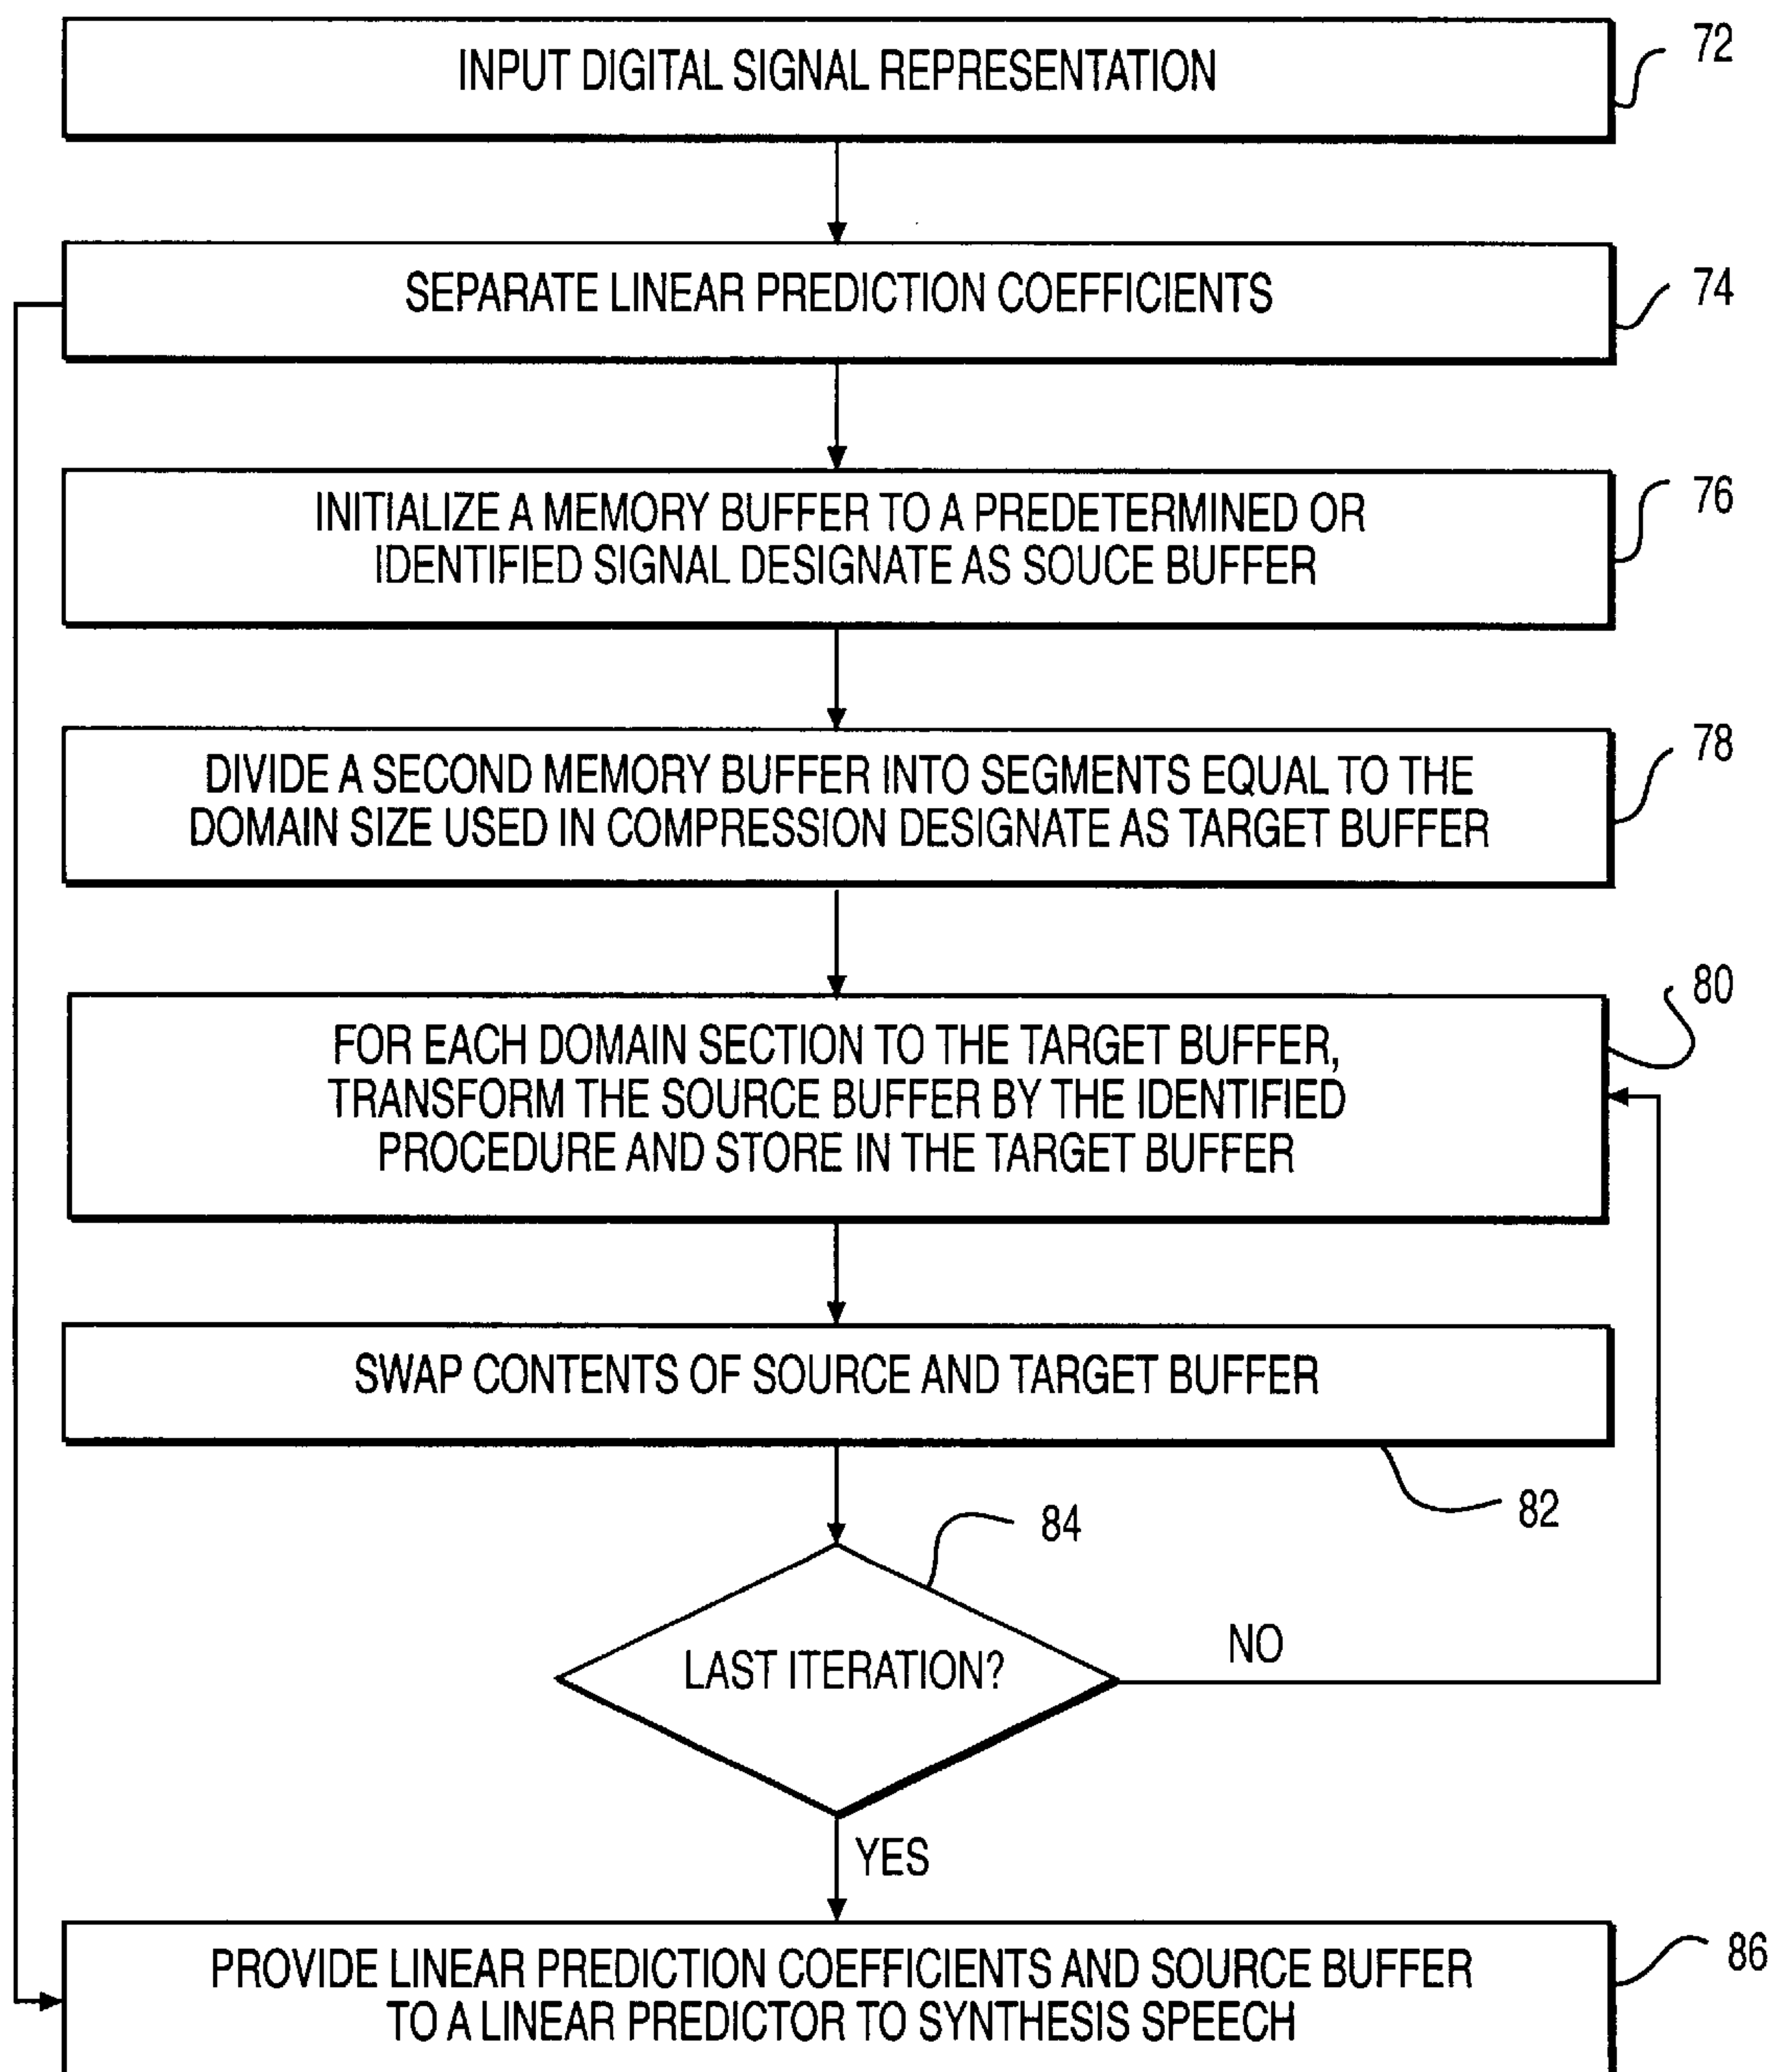 INPUT DIGITAL SIGNAL REPRESENTATION
72
SEPARATE LINEAR PREDICTION COEFFICIENTS
74
INITIALIZE A MEMORY BUFFER TO A PREDETERMINED OR
IDENTIFIED SIGNAL DESIGNATE AS SOUCE BUFFER
76
DIVIDE A SECOND MEMORY BUFFER INTO SEGMENTS EQUAL TO THE
DOMAIN SIZE USED IN COMPRESSION DESIGNATE AS TARGET BUFFER
78
FOR EACH DOMAIN SECTION TO THE TARGET BUFFER,
TRANSFORM THE SOURCE BUFFER BY THE IDENTIFIED
PROCEDURE AND STORE IN THE TARGET BUFFER
80
SWAP CONTENTS OF SOURCE AND TARGET BUFFER
82
84
LAST ITERATION?
NO
YES
PROVIDE LINEAR PREDICTION COEFFICIENTS AND SOURCE BUFFER
TO A LINEAR PREDICTOR TO SYNTHESIS SPEECH
86